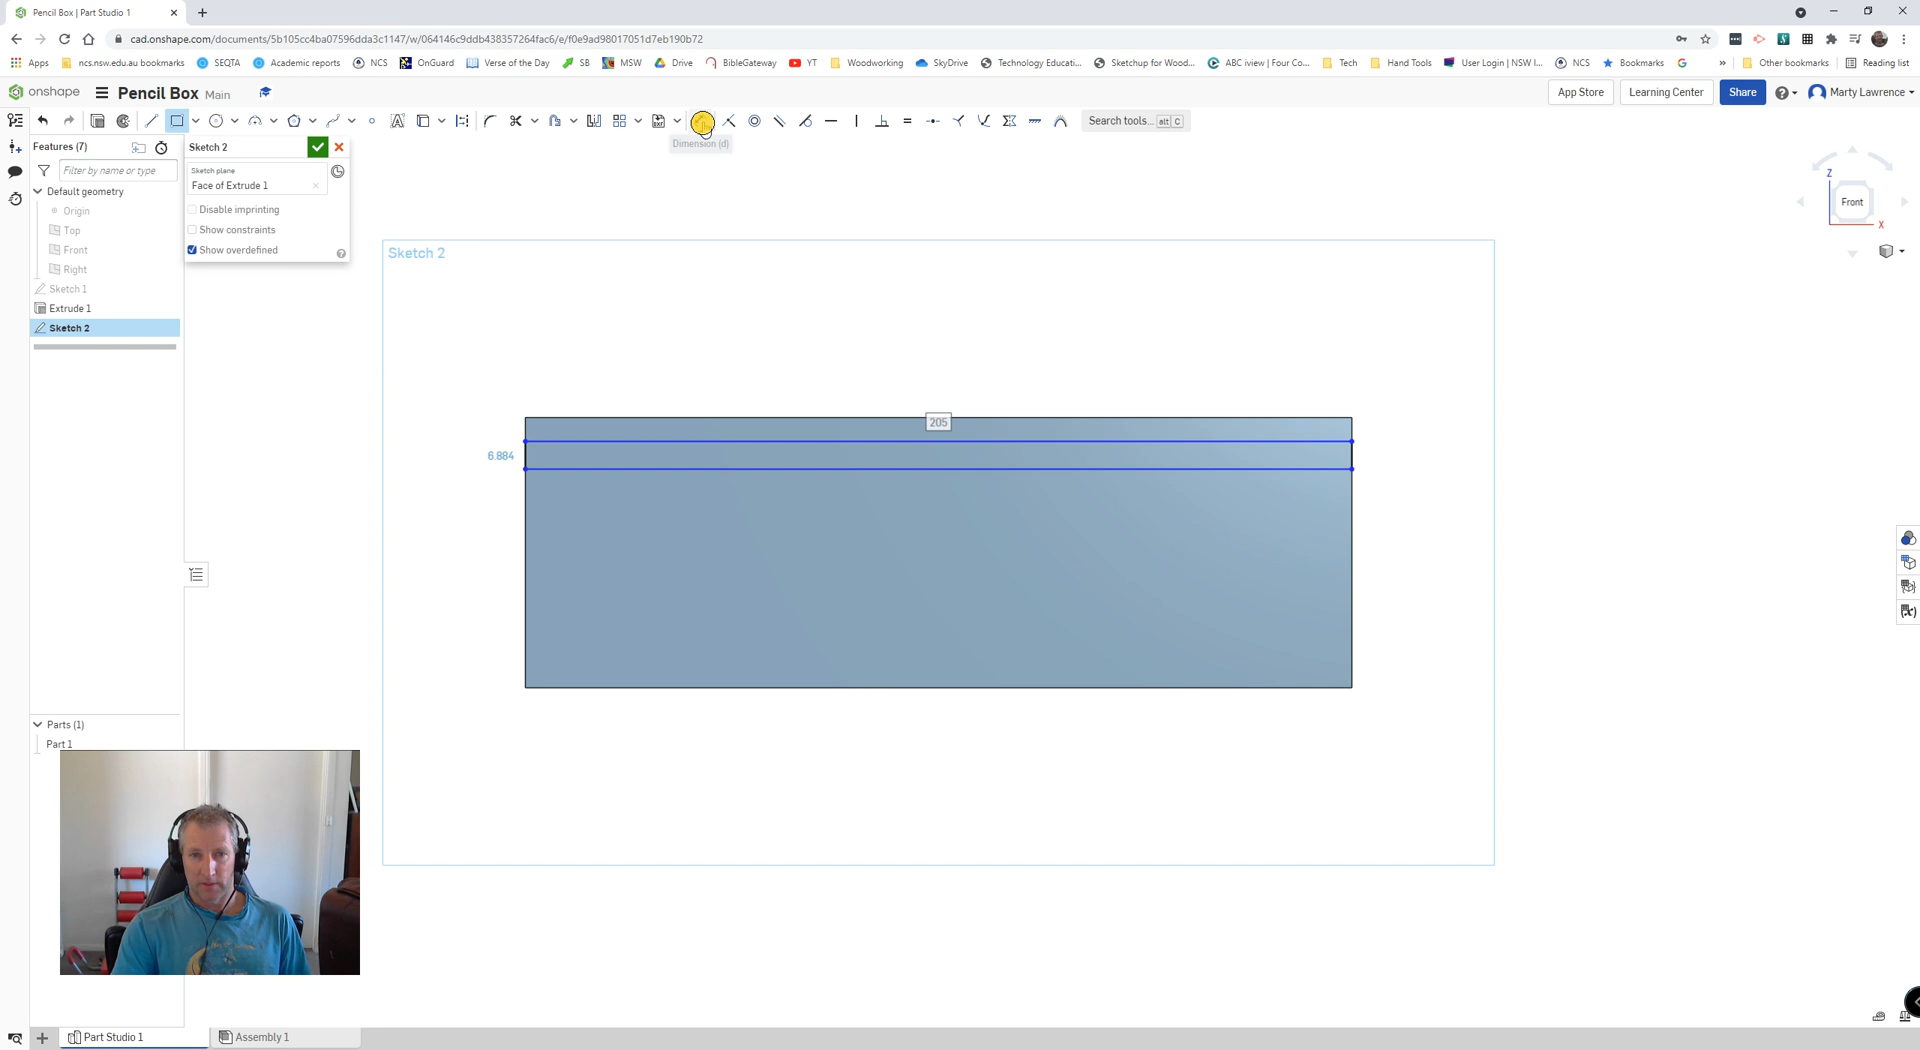 Pencil Box | Part Studio 1
cad.onshape.com/documents/5b105cc4ba07596dda3c1147/w/064146c9ddb438357264fac6/e/f0e9ad98017051d7eb190b72
Apps
ncs.nsw.edu.au bookmarks
SEQTA
Academic reports
NCS
OnGuard
Verse of the Day
SB
MSW
Drive
BibleGateway
YT
Woodworking
SkyDrive
Technology Educati...
Sketchup for Wood...
ABC iview | Four Co...
Tech
Hand Tools
User Login | NSW I...
NCS
Bookmarks
»
Other bookmarks
Reading list
onshape
Pencil Box Main
App Store
Learning Center
Share
Marty Lawrence
Search tools... alt C
Dimension (d)
Features (7)
Filter by name or type
Default geometry
Origin
Top
Front
Right
Sketch 1
Extrude 1
Sketch 2
Sketch 2
Sketch plane
Face of Extrude 1
Disable imprinting
Show constraints
Show overdefined
Sketch 2
205
6.884
Z
Front
X
Parts (1)
Part 1
Part Studio 1
Assembly 1